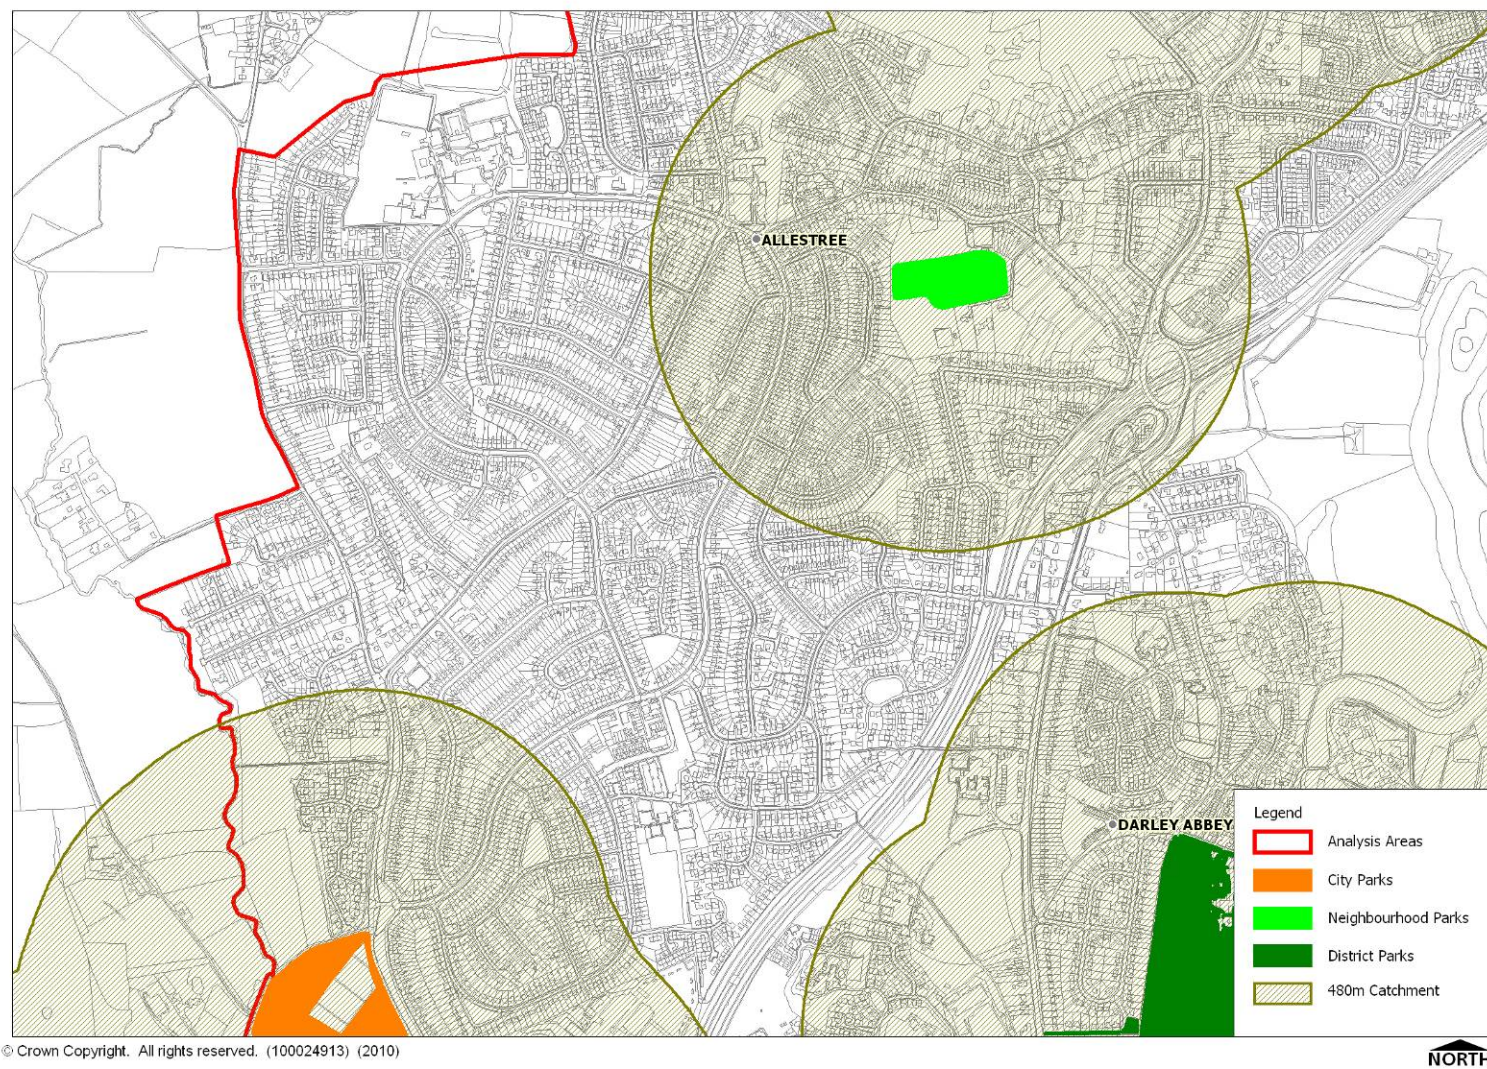 ALLESTREE
DARLEY ABBEY
Legend
Analysis Areas
City Parks
Neighbourhood Parks
District Parks
480m Catchment
© Crown Copyright. All rights reserved. (100024913) (2010)
NORTH